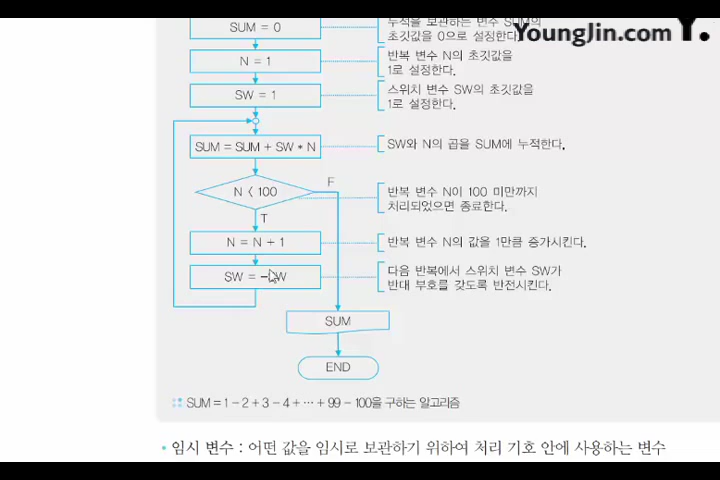 SUM = 0
누적을 보관하는 변수 SUM의
초깃값을 0으로 설정한다.
YoungJin.com Y.
N = 1
반복 변수 N의 초깃값을
1로 설정한다.
SW = 1
스위치 변수 SW의 초깃값을
1로 설정한다.
SUM = SUM + SW * N
SW와 N의 곱을 SUM에 누적한다.
N < 100
F
반복 변수 N이 100 미만까지
처리되었으면 종료한다.
T
N = N + 1
반복 변수 N의 값을 1만큼 증가시킨다.
SW = -SW
다음 반복에서 스위치 변수 SW가
반대 부호를 갖도록 반전시킨다.
SUM
END
SUM = 1 - 2 + 3 - 4 + ··· + 99 - 100을 구하는 알고리즘
• 임시 변수 : 어떤 값을 임시로 보관하기 위하여 처리 기호 안에 사용하는 변수